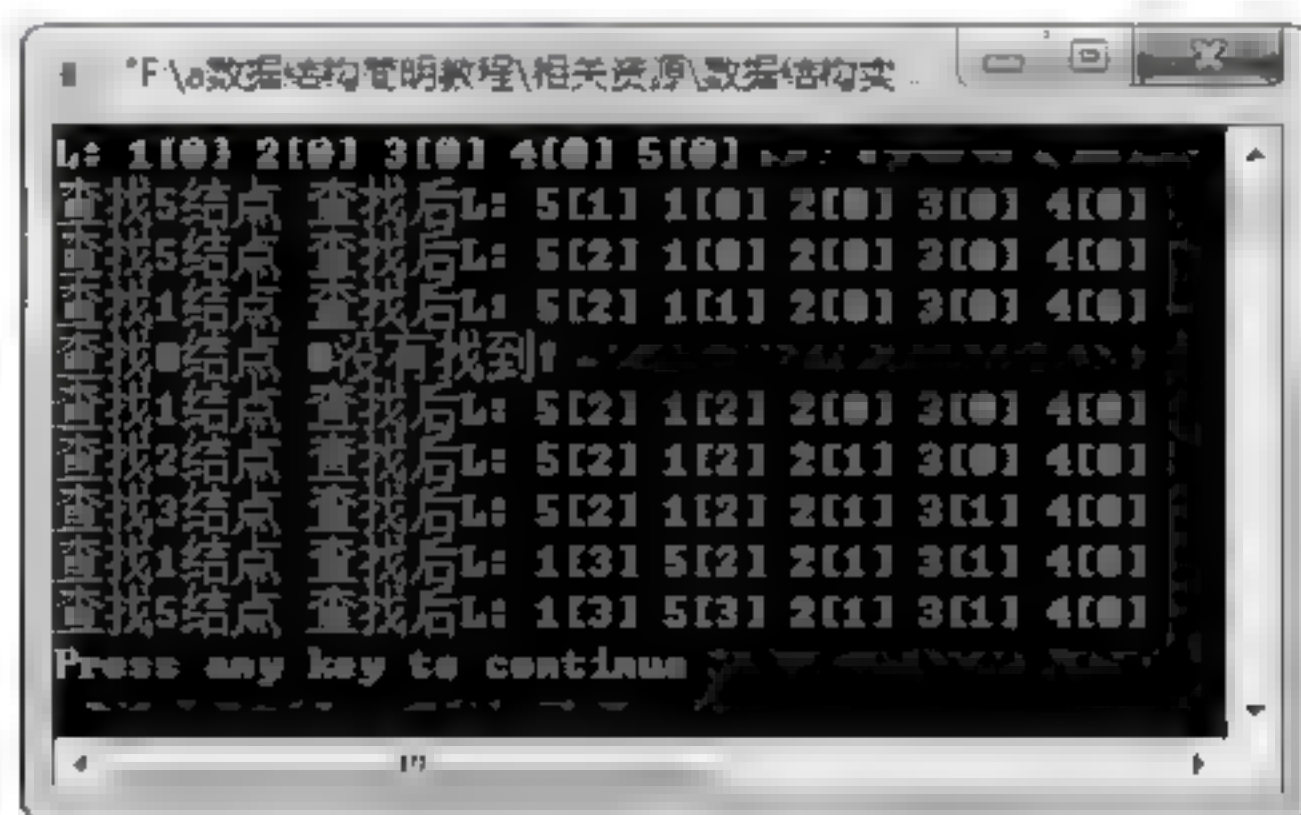 "F:\a数据结构简明教程\相关资源\数据结构实...
L: 1[0] 2[0] 3[0] 4[0] 5[0]
查找5结点 查找后L: 5[1] 1[0] 2[0] 3[0] 4[0]
查找5结点 查找后L: 5[2] 1[0] 2[0] 3[0] 4[0]
查找1结点 查找后L: 5[2] 1[1] 2[0] 3[0] 4[0]
查找0结点 0没有找到!
查找1结点 查找后L: 5[2] 1[2] 2[0] 3[0] 4[0]
查找2结点 查找后L: 5[2] 1[2] 2[1] 3[0] 4[0]
查找3结点 查找后L: 5[2] 1[2] 2[1] 3[1] 4[0]
查找1结点 查找后L: 1[3] 5[2] 2[1] 3[1] 4[0]
查找5结点 查找后L: 1[3] 5[3] 2[1] 3[1] 4[0]
Press any key to continue